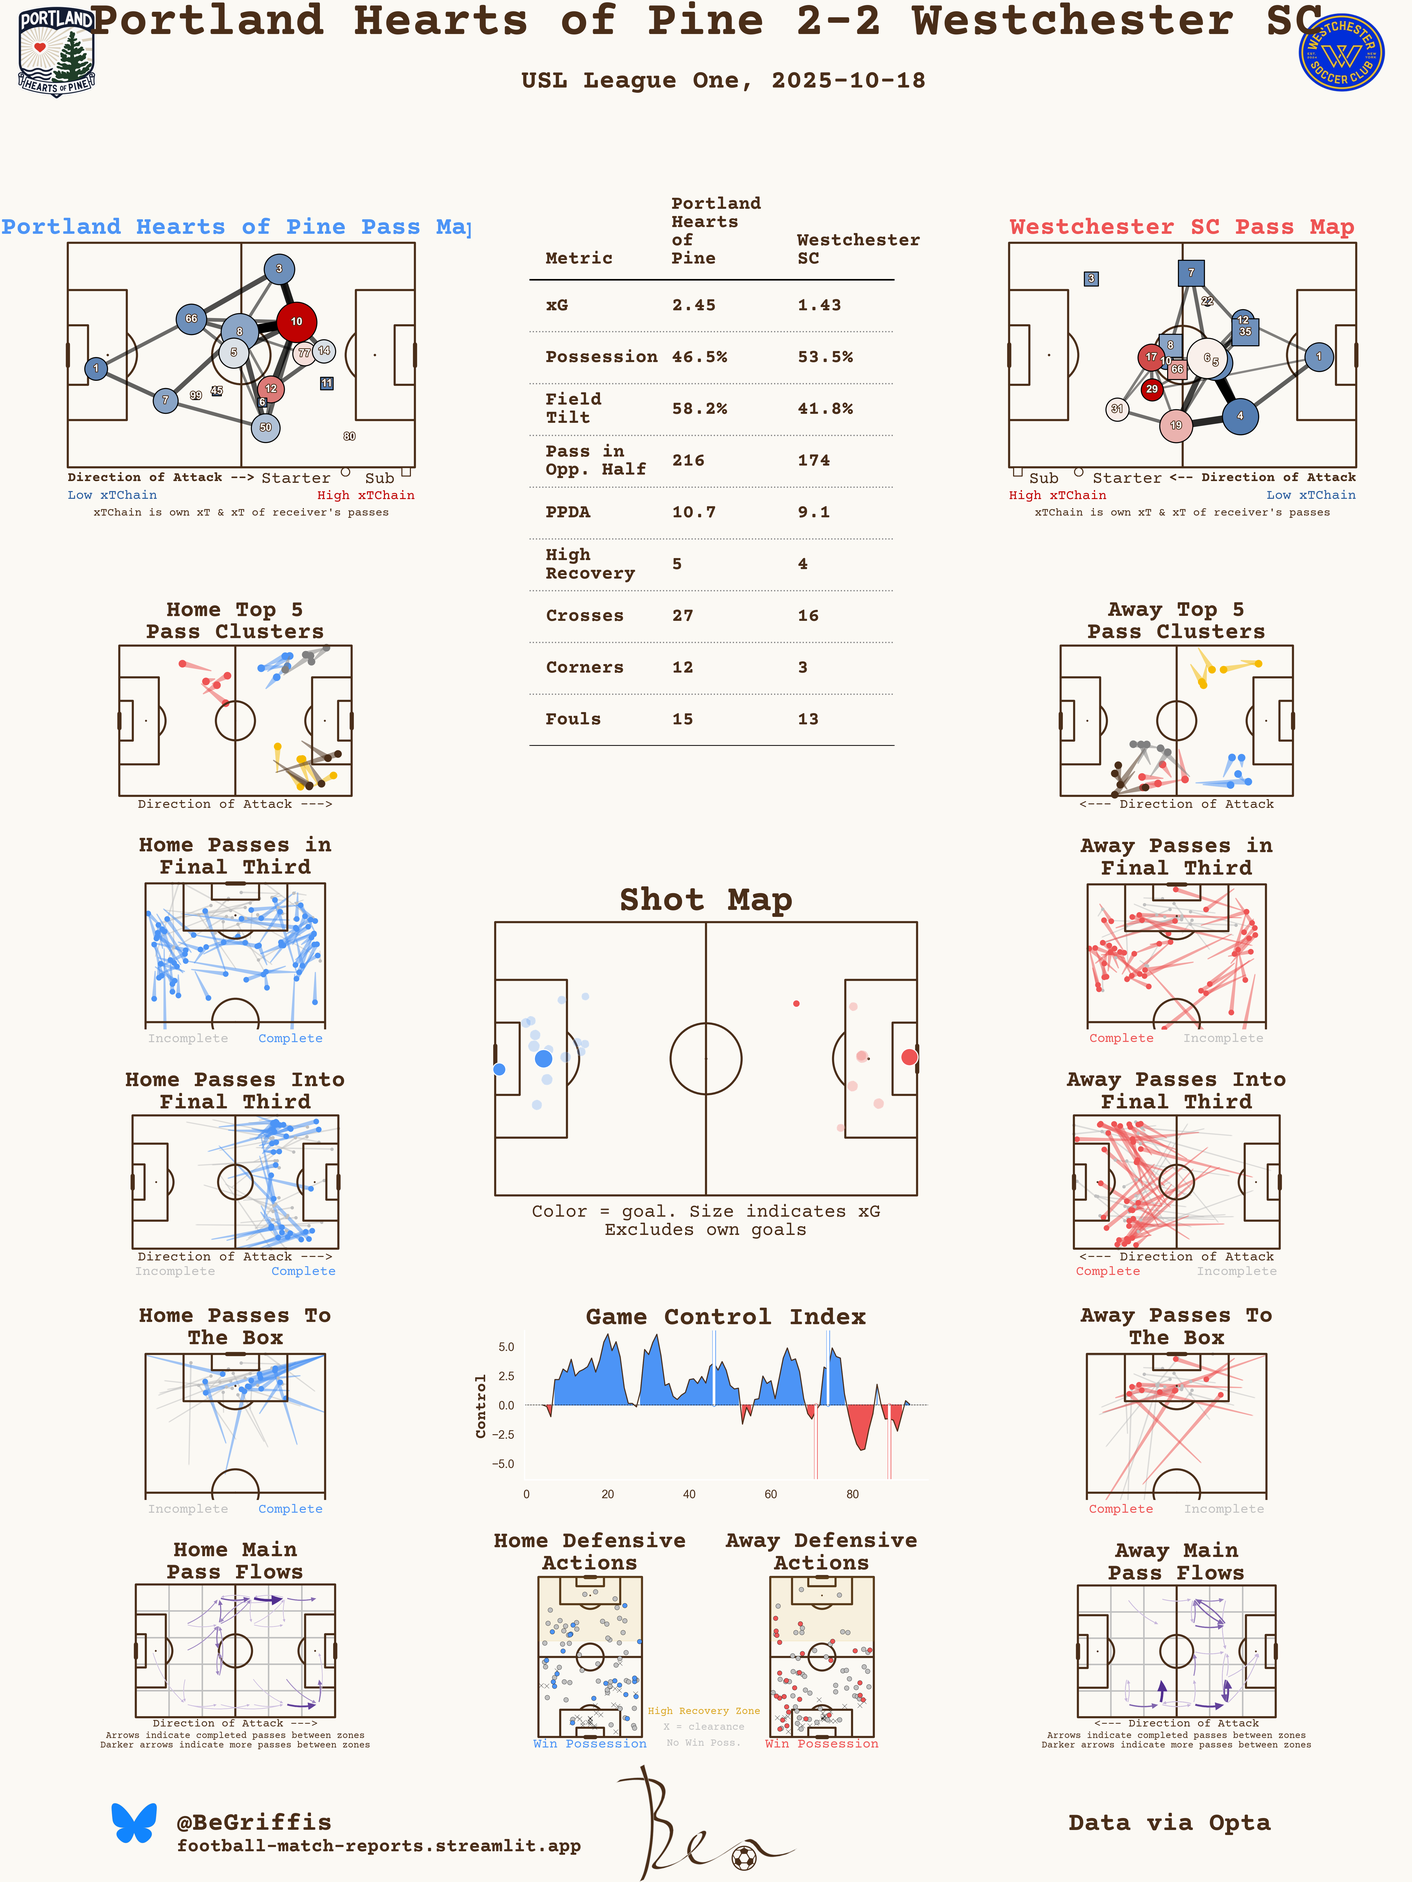 Portland Hearts of Pine 2-2 Westchester SC
USL League One, 2025-10-18
PORTLAND
HEARTS OF PINE
WESTCHESTER
SOCCER CLUB
Portland Hearts of Pine Pass Map
3
66
10
8
5
77
14
1
12
11
7
99
45
6
50
80
Direction of Attack --> Starter Sub
Low xTChain High xTChain
xTChain is own xT & xT of receiver's passes
Metric Portland Hearts of Pine Westchester SC
xG 2.45 1.43
Possession 46.5% 53.5%
Field Tilt 58.2% 41.8%
Pass in Opp. Half 216 174
PPDA 10.7 9.1
High Recovery 5 4
Crosses 27 16
Corners 12 3
Fouls 15 13
Westchester SC Pass Map
3
7
22
12
35
8
17
10
6
5
1
66
29
31
19
4
Sub Starter <-- Direction of Attack
High xTChain Low xTChain
xTChain is own xT & xT of receiver's passes
Home Top 5
Pass Clusters
Direction of Attack --->
Away Top 5
Pass Clusters
<--- Direction of Attack
Home Passes in
Final Third
Incomplete Complete
Away Passes in
Final Third
Complete Incomplete
Shot Map
Color = goal. Size indicates xG
Excludes own goals
Home Passes Into
Final Third
Direction of Attack --->
Incomplete Complete
Away Passes Into
Final Third
<--- Direction of Attack
Complete Incomplete
Home Passes To
The Box
Incomplete Complete
Game Control Index
Control
5.0
2.5
0.0
−2.5
−5.0
0 20 40 60 80
Away Passes To
The Box
Complete Incomplete
Home Main
Pass Flows
Direction of Attack --->
Arrows indicate completed passes between zones
Darker arrows indicate more passes between zones
Home Defensive
Actions
Win Possession
High Recovery Zone
X = clearance
No Win Poss.
Away Defensive
Actions
Win Possession
Away Main
Pass Flows
<--- Direction of Attack
Arrows indicate completed passes between zones
Darker arrows indicate more passes between zones
@BeGriffis
football-match-reports.streamlit.app
Ben
Data via Opta